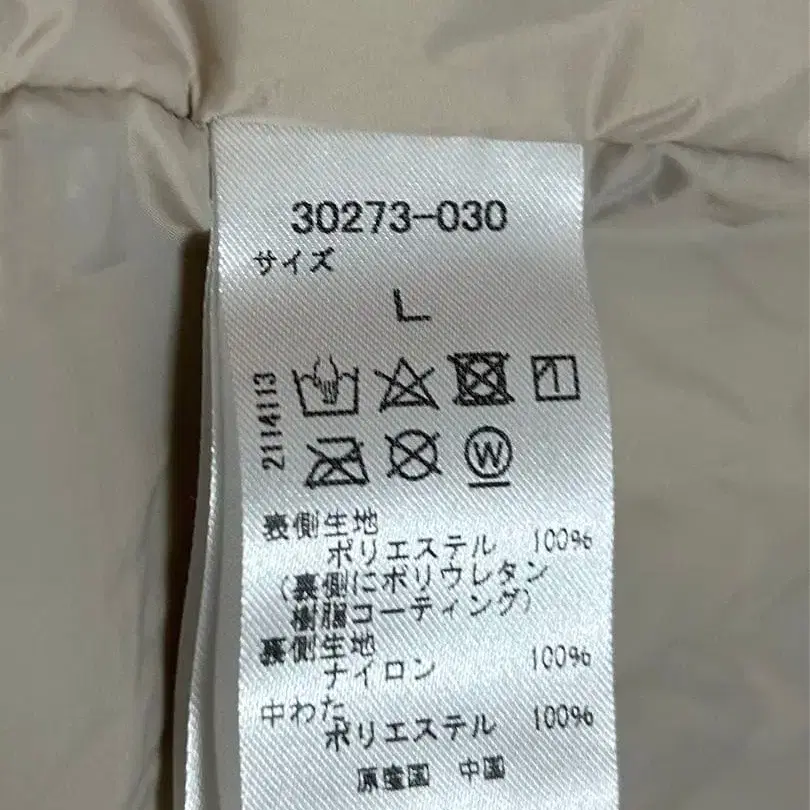 30273-030
サイズ
L
2114113
W
表側生地
ポリエステル 100%
(裏側にポリウレタン
樹脂コーティング)
裏側生地
ナイロン 100%
中わた
ポリエステル 100%
原産国 中国